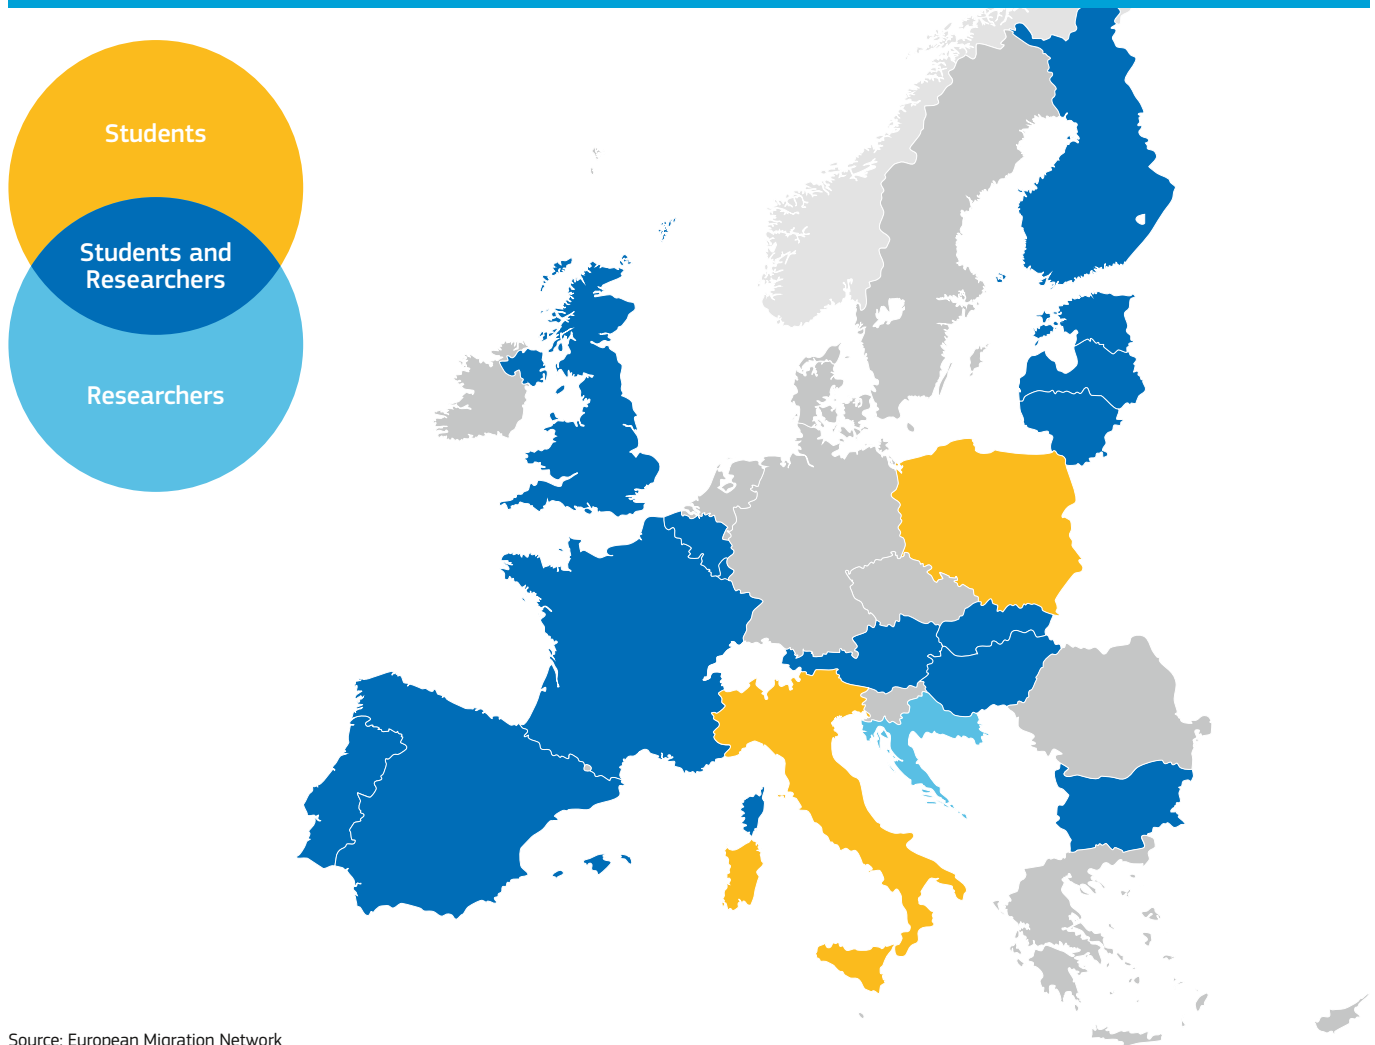 Students
Students and
Researchers
Researchers
Source: European Migration Network